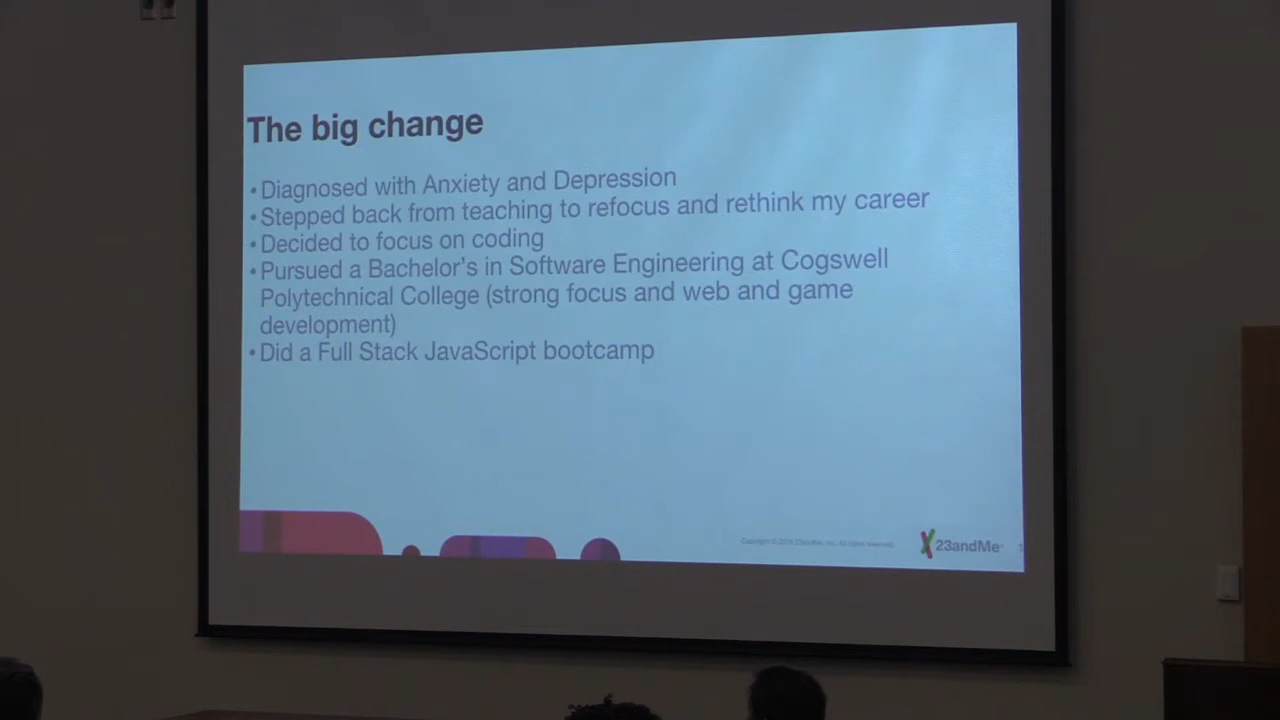 The big change
• Diagnosed with Anxiety and Depression
• Stepped back from teaching to refocus and rethink my career
• Decided to focus on coding
• Pursued a Bachelor's in Software Engineering at Cogswell
Polytechnical College (strong focus and web and game
development)
• Did a Full Stack JavaScript bootcamp
23andMe